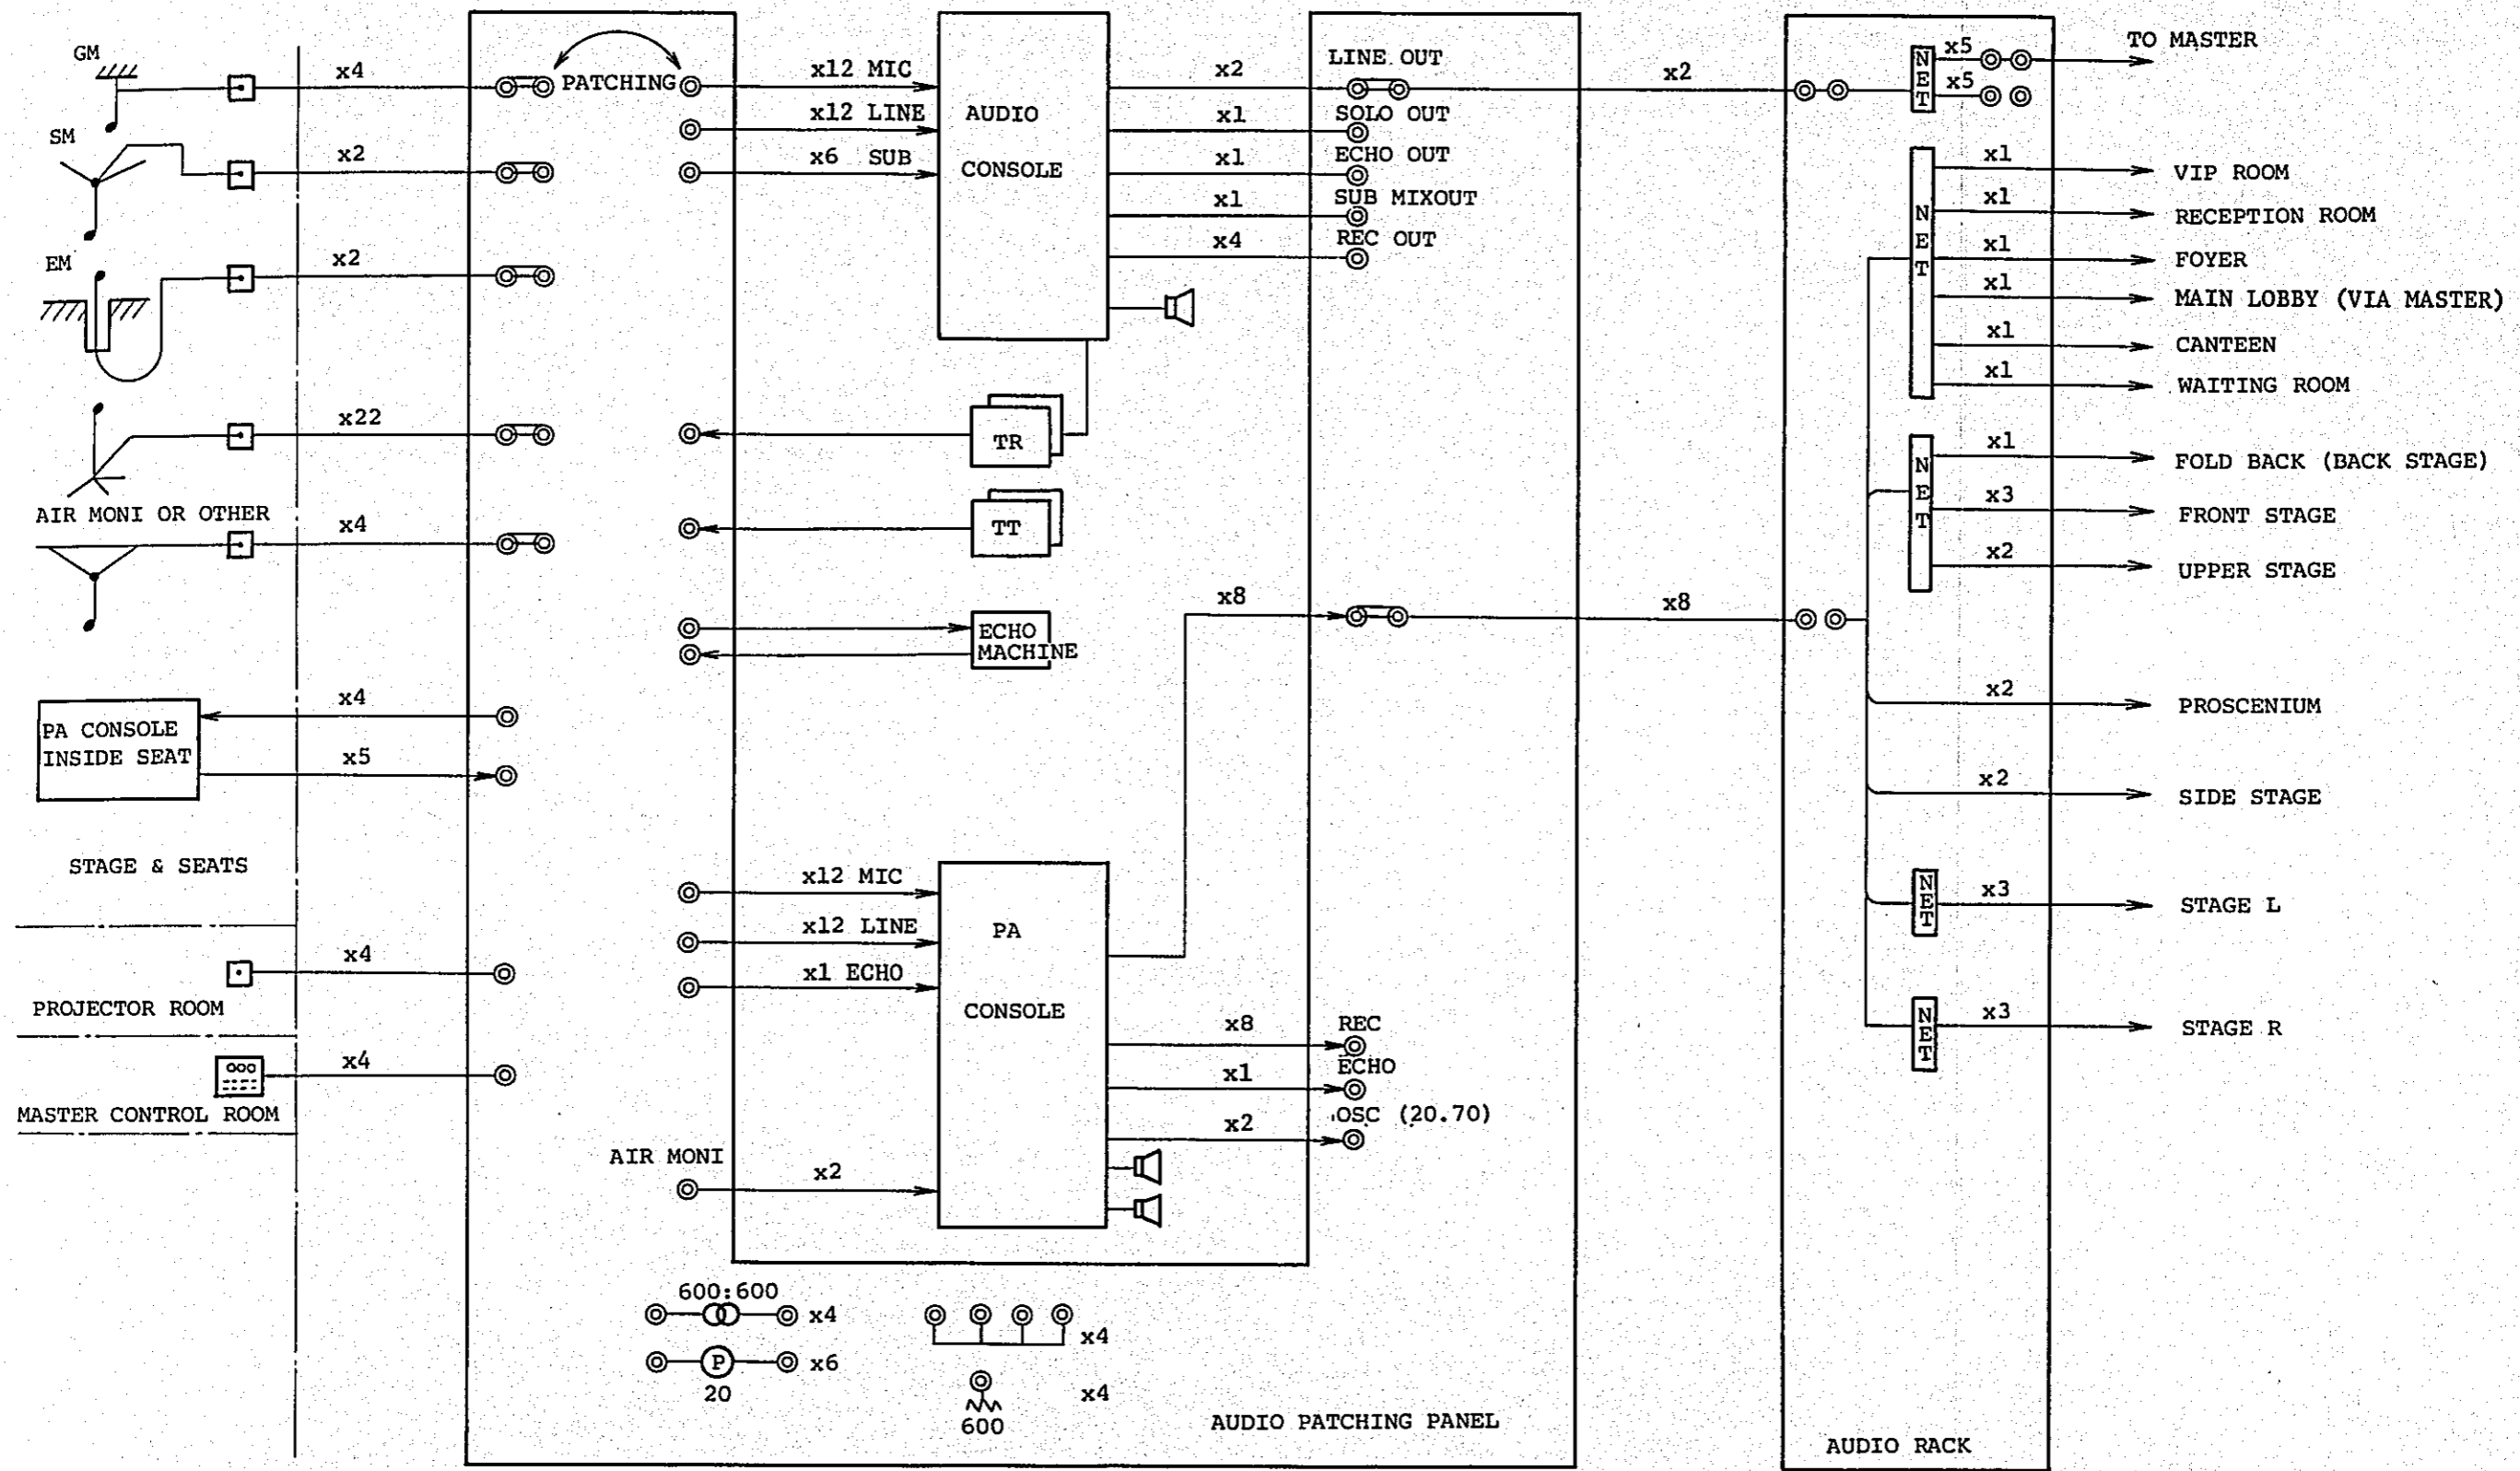 GM
x4
SM
x2
EM
x2
x22
AIR MONI OR OTHER
x4
PA CONSOLE
INSIDE SEAT
x4
x5
STAGE & SEATS
x4
PROJECTOR ROOM
x4
MASTER CONTROL ROOM
PATCHING
x12 MIC
x12 LINE
x6 SUB
AUDIO
CONSOLE
TR
TT
ECHO
MACHINE
x12 MIC
x12 LINE
x1 ECHO
AIR MONI
x2
PA
CONSOLE
x2
LINE OUT
x1
SOLO OUT
x1
ECHO OUT
x1
SUB MIXOUT
x4
REC OUT
x8
x8
REC
x1
ECHO
x2
OSC (20.70)
600:600
x4
P
x6
20
x4
600
x4
AUDIO PATCHING PANEL
x2
x8
NET
x5
x5
TO MASTER
NET
x1
VIP ROOM
x1
RECEPTION ROOM
x1
FOYER
x1
MAIN LOBBY (VIA MASTER)
x1
CANTEEN
x1
WAITING ROOM
NET
x1
FOLD BACK (BACK STAGE)
x3
FRONT STAGE
x2
UPPER STAGE
x2
PROSCENIUM
x2
SIDE STAGE
NET
x3
STAGE L
NET
x3
STAGE R
AUDIO RACK